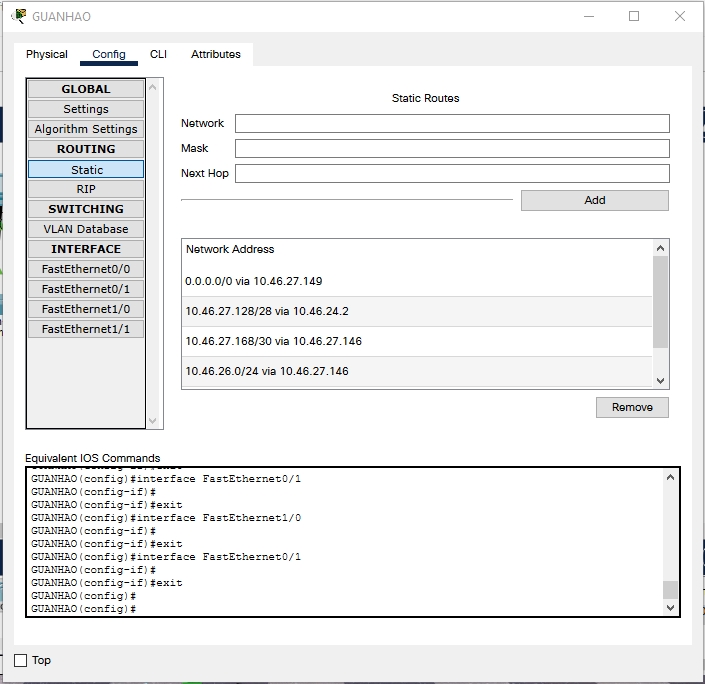 GUANHAO
Physical Config CLI Attributes
GLOBAL
Settings
Algorithm Settings
ROUTING
Static
RIP
SWITCHING
VLAN Database
INTERFACE
FastEthernet0/0
FastEthernet0/1
FastEthernet1/0
FastEthernet1/1
Static Routes
Network
Mask
Next Hop
Add
Network Address
0.0.0.0/0 via 10.46.27.149
10.46.27.128/28 via 10.46.24.2
10.46.27.168/30 via 10.46.27.146
10.46.26.0/24 via 10.46.27.146
Remove
Equivalent IOS Commands
GUANHAO(config-if)#exit
GUANHAO(config)#interface FastEthernet0/1
GUANHAO(config-if)#
GUANHAO(config-if)#exit
GUANHAO(config)#interface FastEthernet1/0
GUANHAO(config-if)#
GUANHAO(config-if)#exit
GUANHAO(config)#interface FastEthernet0/1
GUANHAO(config-if)#
GUANHAO(config-if)#exit
GUANHAO(config)#
GUANHAO(config)#
Top